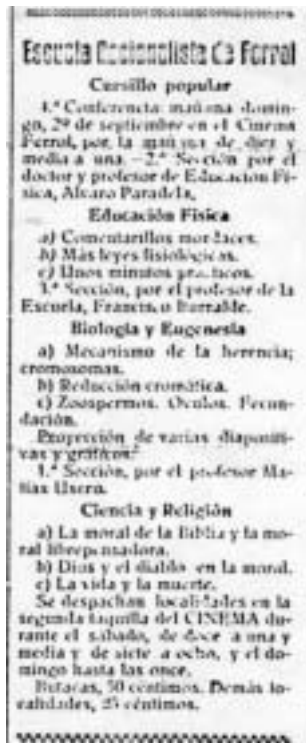 Escuela Racionalista de Ferrol
Cursillo popular
4.ª Conferencia mañana domin-
go, 29 de septiembre en el Cinema
Ferrol, por la mañana de diez y
media a una.—2.ª Sección por el
doctor y profesor de Educación Fí-
sica, Alvaro Paradela.
Educación Física
a) Comentarillos mordaces.
b) Más leyes fisiológicas.
c) Unos minutos prácticos.
3.ª Sección, por el profesor de la
Escuela, Francisco Iturralde.
Biología y Eugenesia
a) Mecanismo de la herencia;
cromosomas.
b) Reducción cromática.
c) Zoospermos. Óvulos. Fecun-
dación.
Proyección de varias diapositi-
vas y gráficos.
1.ª Sección, por el profesor Ma-
tías Usero.
Ciencia y Religión
a) La moral de la Biblia y la mo-
ral librepensadora.
b) Dios y el diablo en la moral.
c) La vida y la muerte.
Se despachan localidades en la
segunda taquilla del CINEMA du-
rante el sábado, de doce a una y
media y de siete a ocho, y el do-
mingo hasta las once.
Butacas, 50 céntimos. Demás lo-
calidades, 25 céntimos.